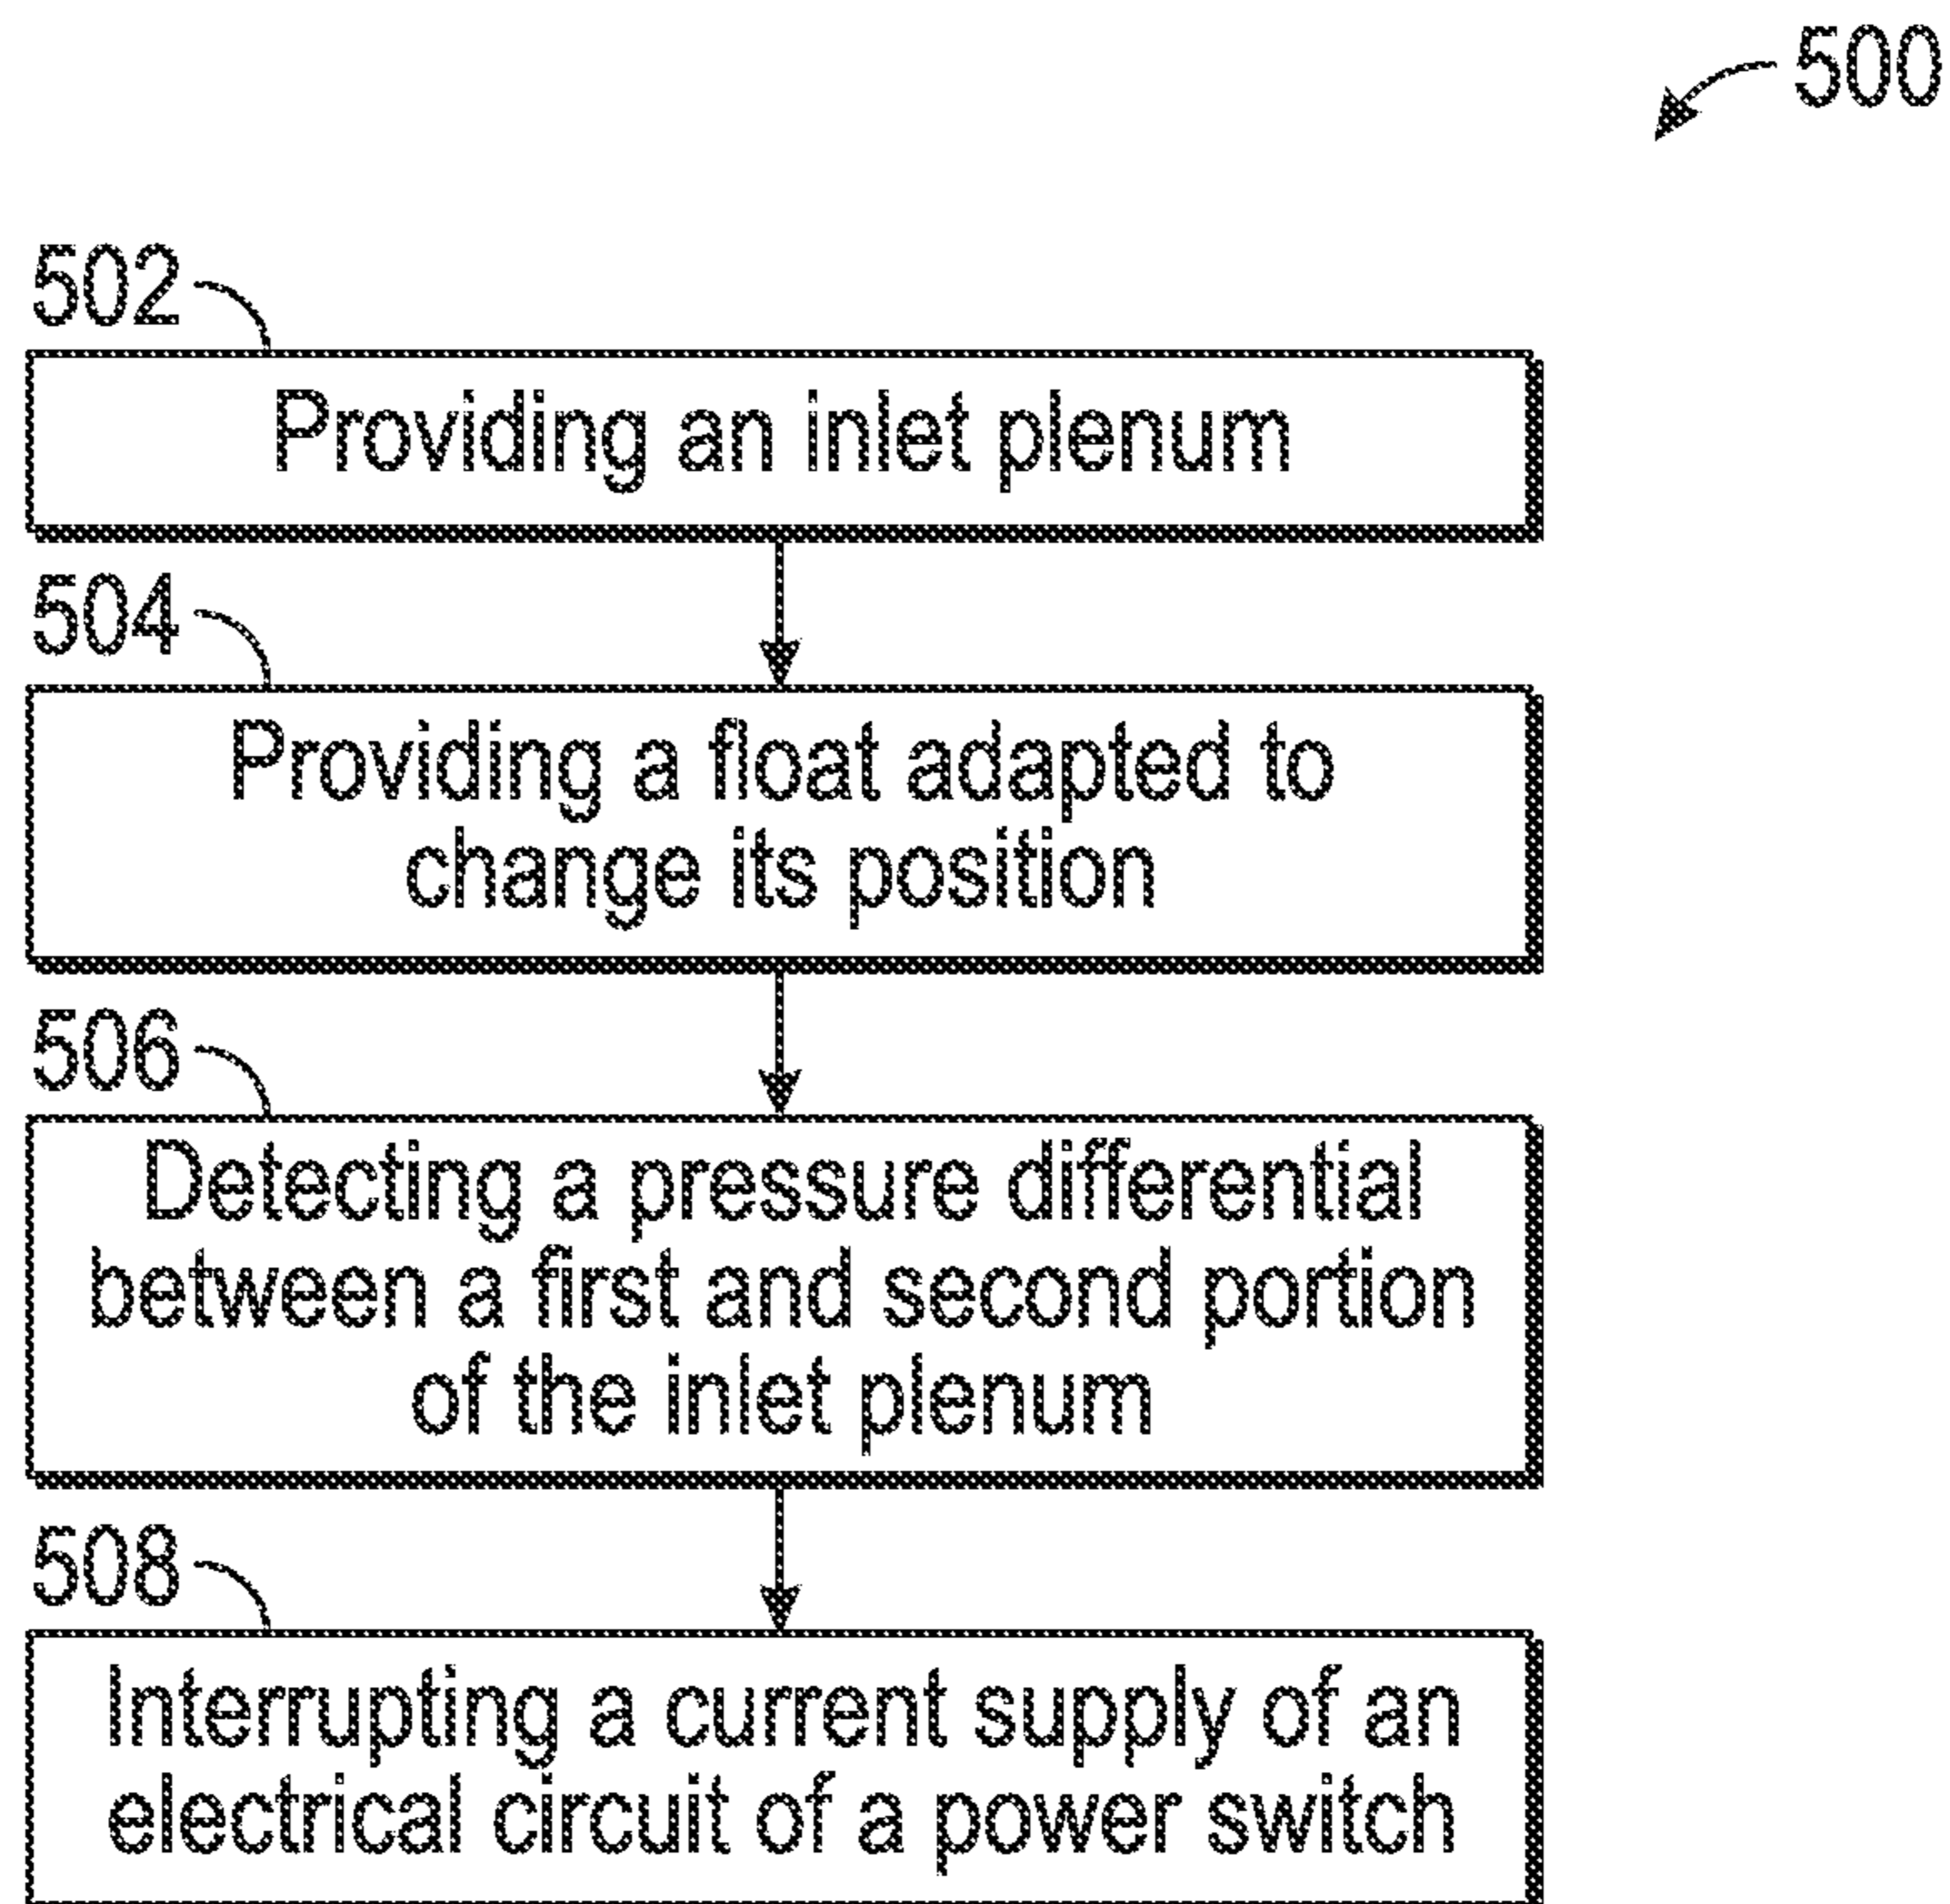 500
502
Providing an inlet plenum
504
Providing a float adapted to
change its position
506
Detecting a pressure differential
between a first and second portion
of the inlet plenum
508
Interrupting a current supply of an
electrical circuit of a power switch